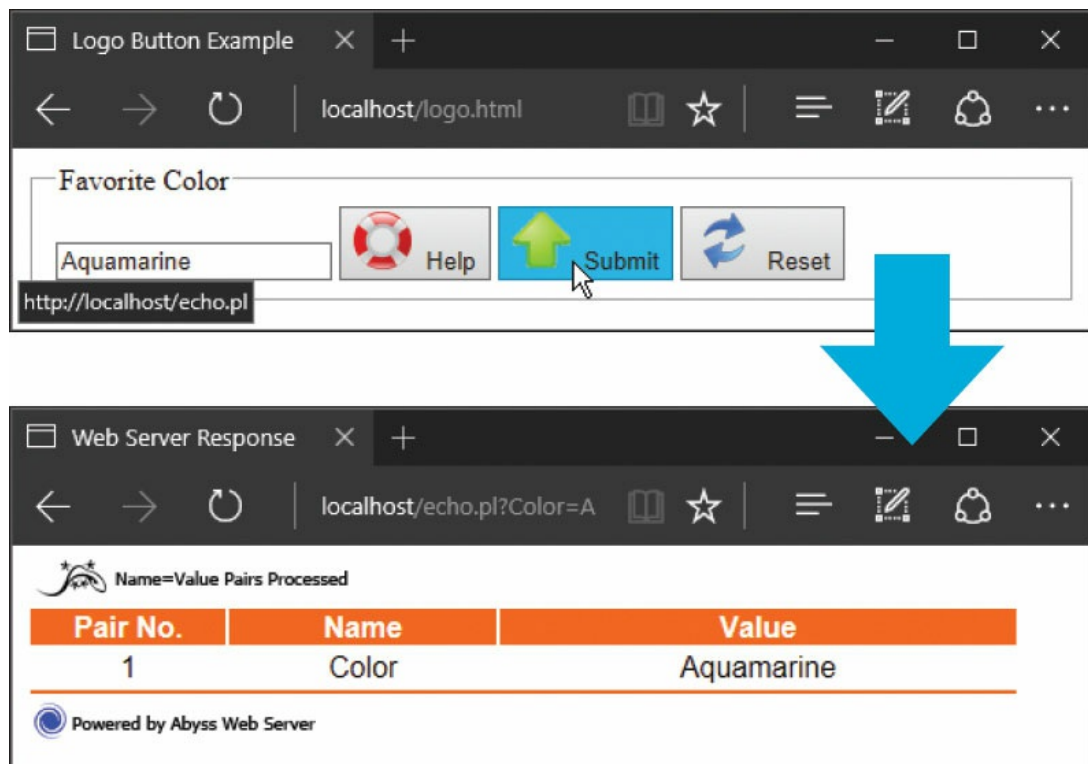 Logo Button Example
localhost/logo.html
Favorite Color
Aquamarine Help Submit Reset
http://localhost/echo.pl
Web Server Response
localhost/echo.pl?Color=A
Name=Value Pairs Processed
Pair No. Name Value
1 Color Aquamarine
Powered by Abyss Web Server